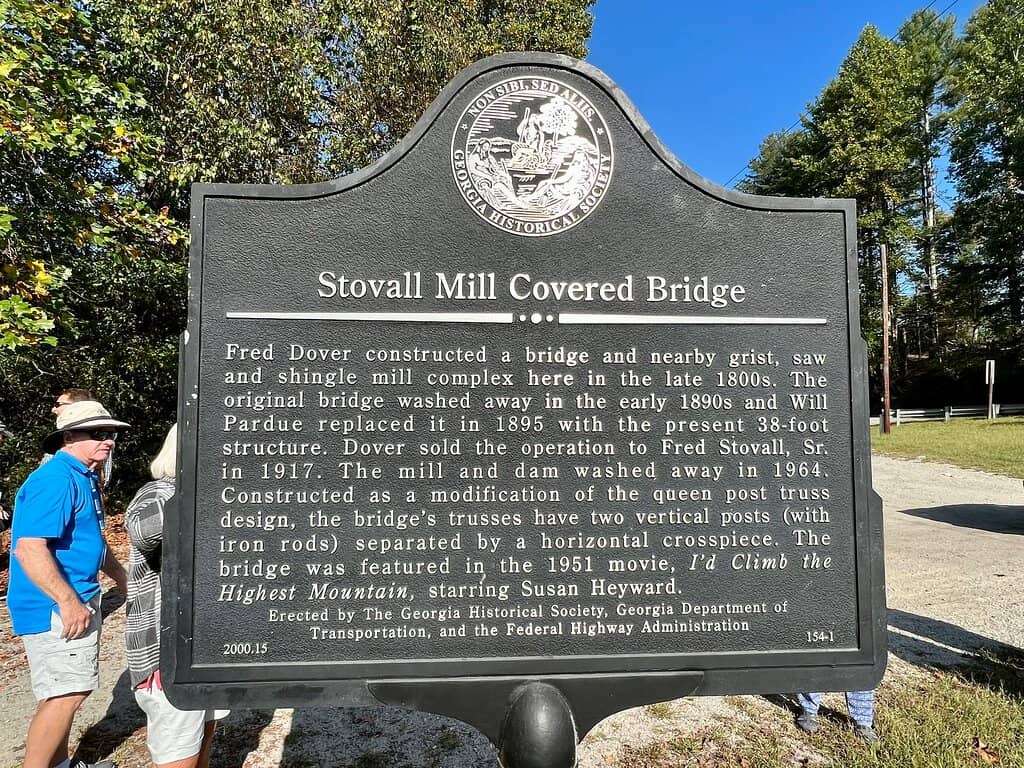 NON SIBI, SED ALIIS.
GEORGIA HISTORICAL SOCIETY
Stovall Mill Covered Bridge
Fred Dover constructed a bridge and nearby grist, saw
and shingle mill complex here in the late 1800s. The
original bridge washed away in the early 1890s and Will
Pardue replaced it in 1895 with the present 38-foot
structure. Dover sold the operation to Fred Stovall, Sr.
in 1917. The mill and dam washed away in 1964.
Constructed as a modification of the queen post truss
design, the bridge's trusses have two vertical posts (with
iron rods) separated by a horizontal crosspiece. The
bridge was featured in the 1951 movie, I'd Climb the
Highest Mountain, starring Susan Heyward.
Erected by The Georgia Historical Society, Georgia Department of
Transportation, and the Federal Highway Administration
2000.15
154-1